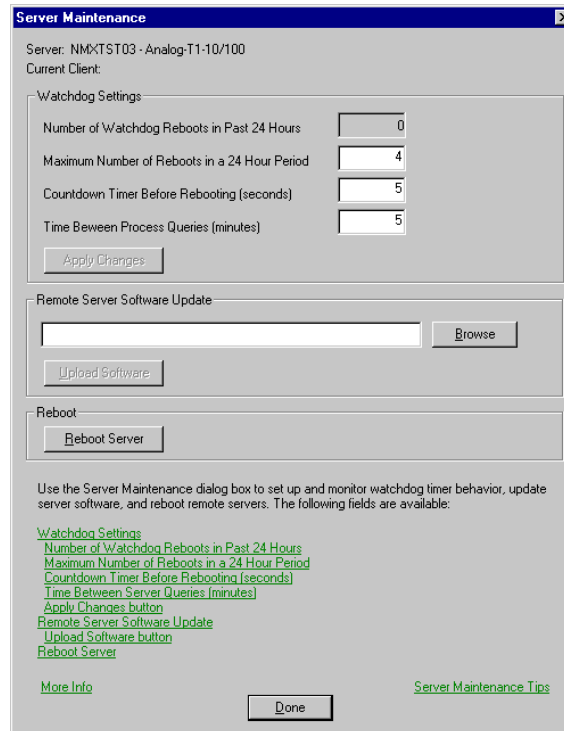 Server Maintenance
Server: NMXTST03 - Analog-T1-10/100
Current Client:
Watchdog Settings
Number of Watchdog Reboots in Past 24 Hours 0
Maximum Number of Reboots in a 24 Hour Period 4
Countdown Timer Before Rebooting (seconds) 5
Time Beween Process Queries (minutes) 5
Apply Changes
Remote Server Software Update
Browse
Upload Software
Reboot
Reboot Server
Use the Server Maintenance dialog box to set up and monitor watchdog timer behavior, update
server software, and reboot remote servers. The following fields are available:
Watchdog Settings
Number of Watchdog Reboots in Past 24 Hours
Maximum Number of Reboots in a 24 Hour Period
Countdown Timer Before Rebooting (seconds)
Time Between Server Queries (minutes)
Apply Changes button
Remote Server Software Update
Upload Software button
Reboot Server
More Info Server Maintenance Tips
Done